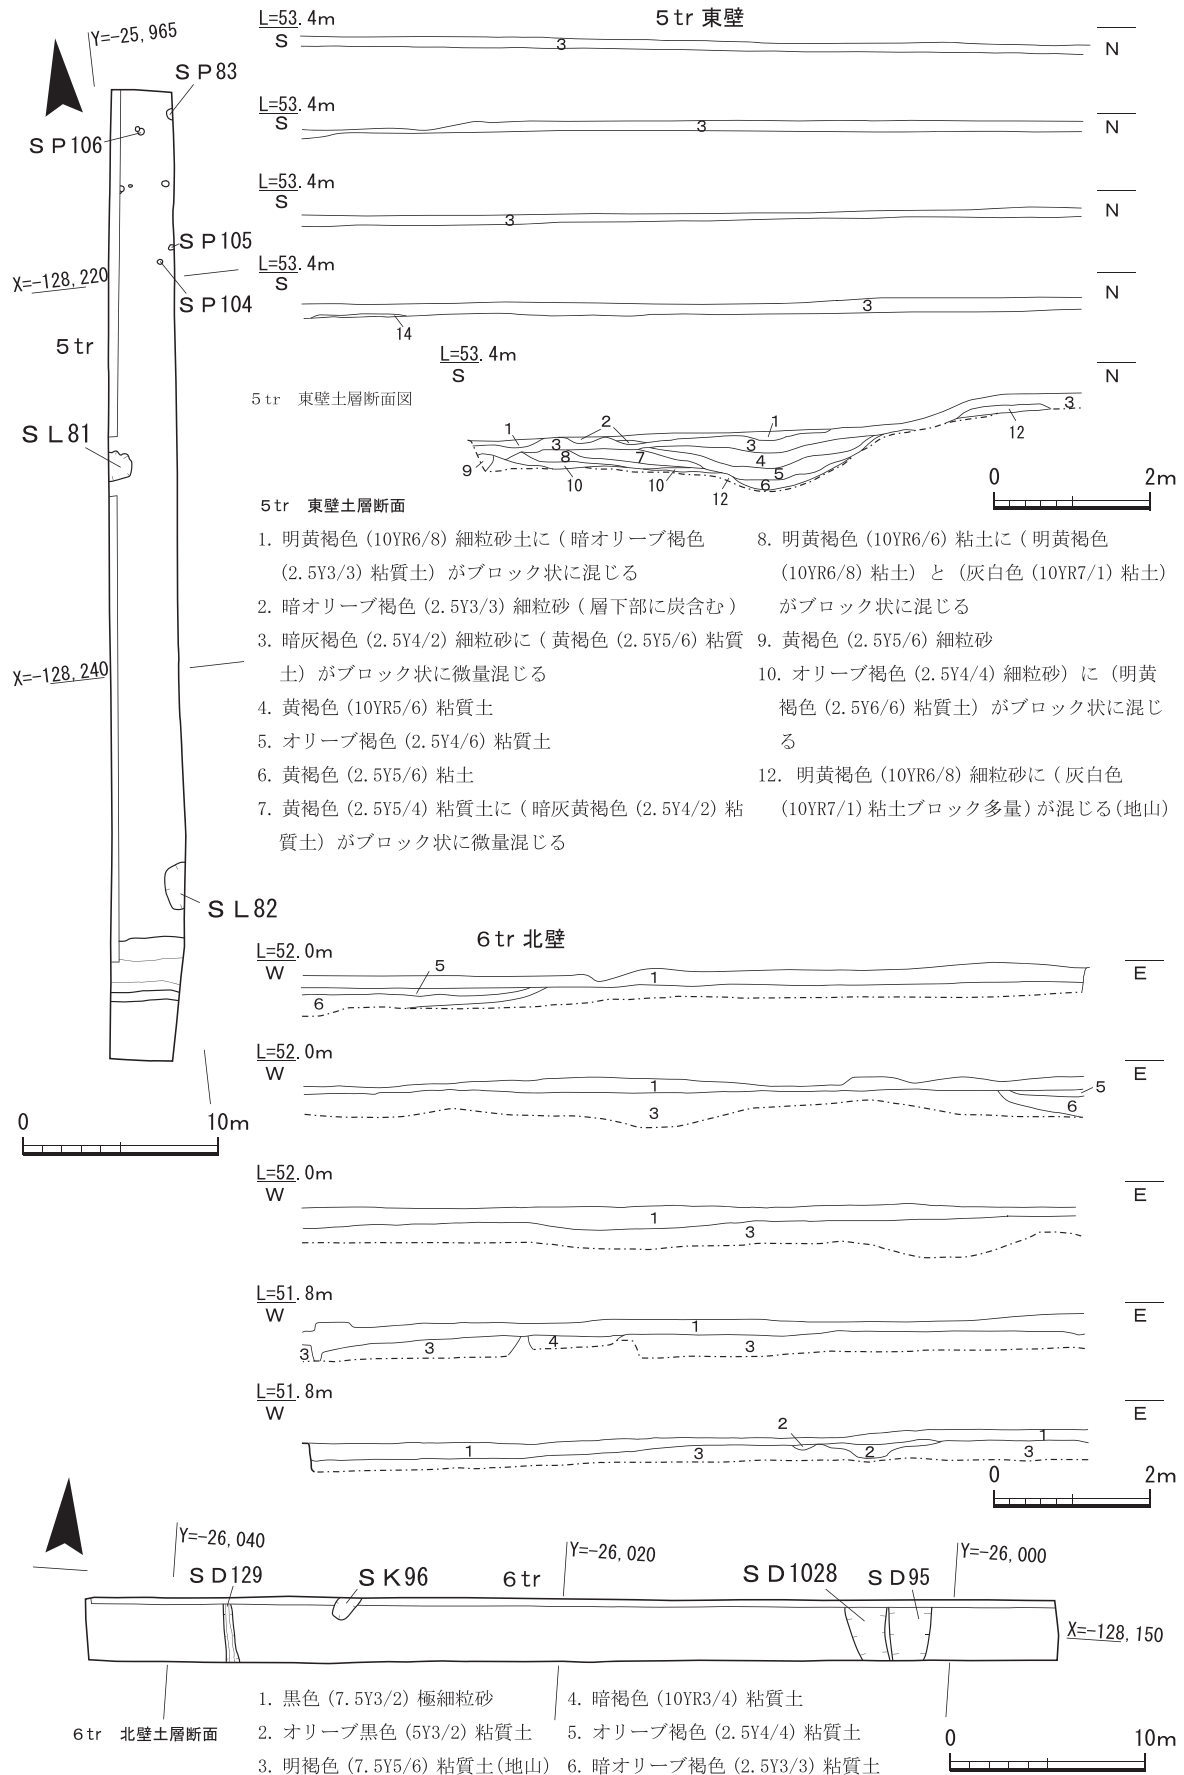 5tr 東壁
Y=-25,965
L=53.4m
S
3
N
SP83
SP106
L=53.4m
S
3
N
L=53.4m
S
3
N
SP105
X=-128,220
SP104
L=53.4m
S
3
N
14
5tr
L=53.4m
S
N
5tr 東壁土層断面図
SL81
1
2
1
3
3
3
12
4
8
7
9
5
10
10
12
6
0
2m
5tr 東壁土層断面
1. 明黄褐色 (10YR6/8) 細粒砂土に ( 暗オリーブ褐色
(2.5Y3/3) 粘質土) がブロック状に混じる
2. 暗オリーブ褐色 (2.5Y3/3) 細粒砂 ( 層下部に炭含む )
3. 暗灰褐色 (2.5Y4/2) 細粒砂に ( 黄褐色 (2.5Y5/6) 粘質
土) がブロック状に微量混じる
4. 黄褐色 (10YR5/6) 粘質土
5. オリーブ褐色 (2.5Y4/6) 粘質土
6. 黄褐色 (2.5Y5/6) 粘土
7. 黄褐色 (2.5Y5/4) 粘質土に ( 暗灰黄褐色 (2.5Y4/2) 粘
質土) がブロック状に微量混じる
8. 明黄褐色 (10YR6/6) 粘土に ( 明黄褐色
(10YR6/8) 粘土) と (灰白色 (10YR7/1) 粘土)
がブロック状に混じる
9. 黄褐色 (2.5Y5/6) 細粒砂
10. オリーブ褐色 (2.5Y4/4) 細粒砂) に (明黄
褐色 (2.5Y6/6) 粘質土) がブロック状に混じ
る
12. 明黄褐色 (10YR6/8) 細粒砂に ( 灰白色
(10YR7/1) 粘土ブロック多量) が混じる(地山)
X=-128,240
SL82
0
10m
6tr 北壁
L=52.0m
W
5
1
6
E
L=52.0m
W
1
3
5
6
E
L=52.0m
W
1
3
E
L=51.8m
W
1
3
3
4
3
E
L=51.8m
W
2
1
1
3
2
3
E
0
2m
Y=-26,040
Y=-26,020
Y=-26,000
SD129
SK96
6tr
SD1028
SD95
X=-128,150
6tr 北壁土層断面
1. 黒色 (7.5Y3/2) 極細粒砂
2. オリーブ黒色 (5Y3/2) 粘質土
3. 明褐色 (7.5Y5/6) 粘質土(地山)
4. 暗褐色 (10YR3/4) 粘質土
5. オリーブ褐色 (2.5Y4/4) 粘質土
6. 暗オリーブ褐色 (2.5Y3/3) 粘質土
0
10m